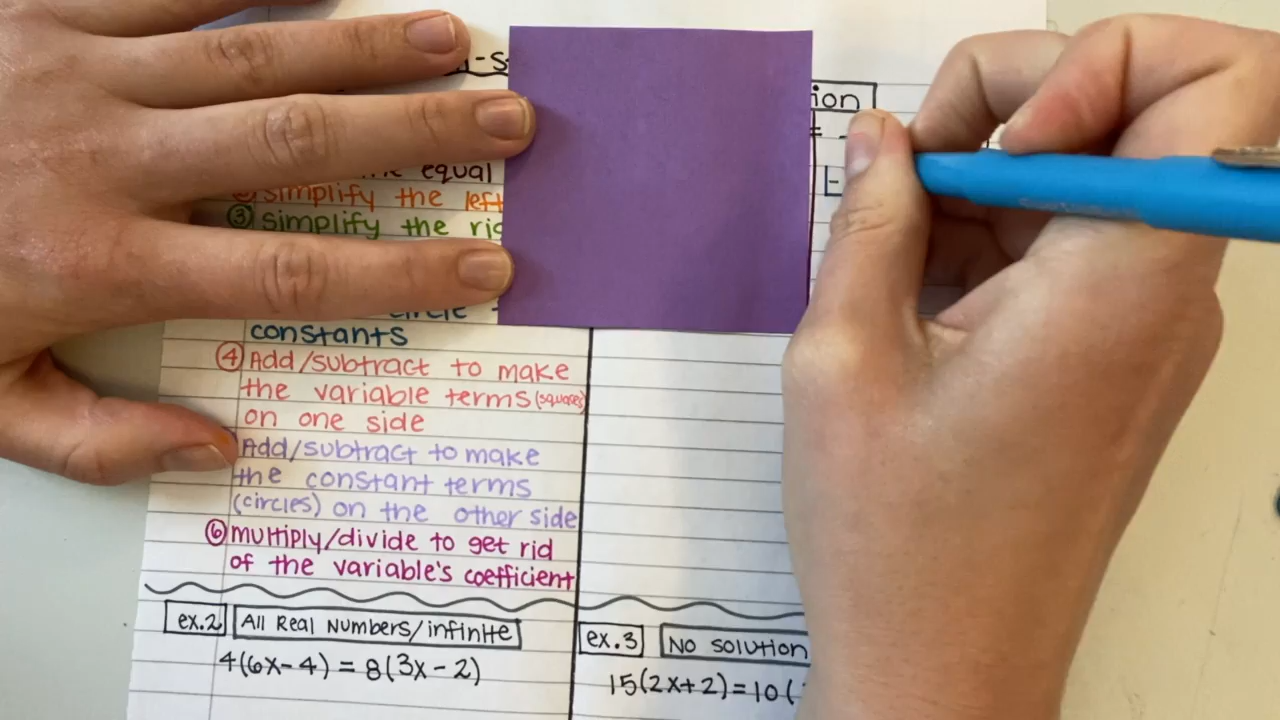 equal
simplify the left
③ simplify the
constants
④ Add/subtract to make
the variable terms (squares)
on one side
Add/subtract to make
the constant terms
(circles) on the other side
⑥ multiply/divide to get rid
of the variable's coefficient
ex.2 All Real Numbers/infinite
4(6x-4) = 8(3x-2)
ion
=
ex.3 No solution
15(2x+2)=10(